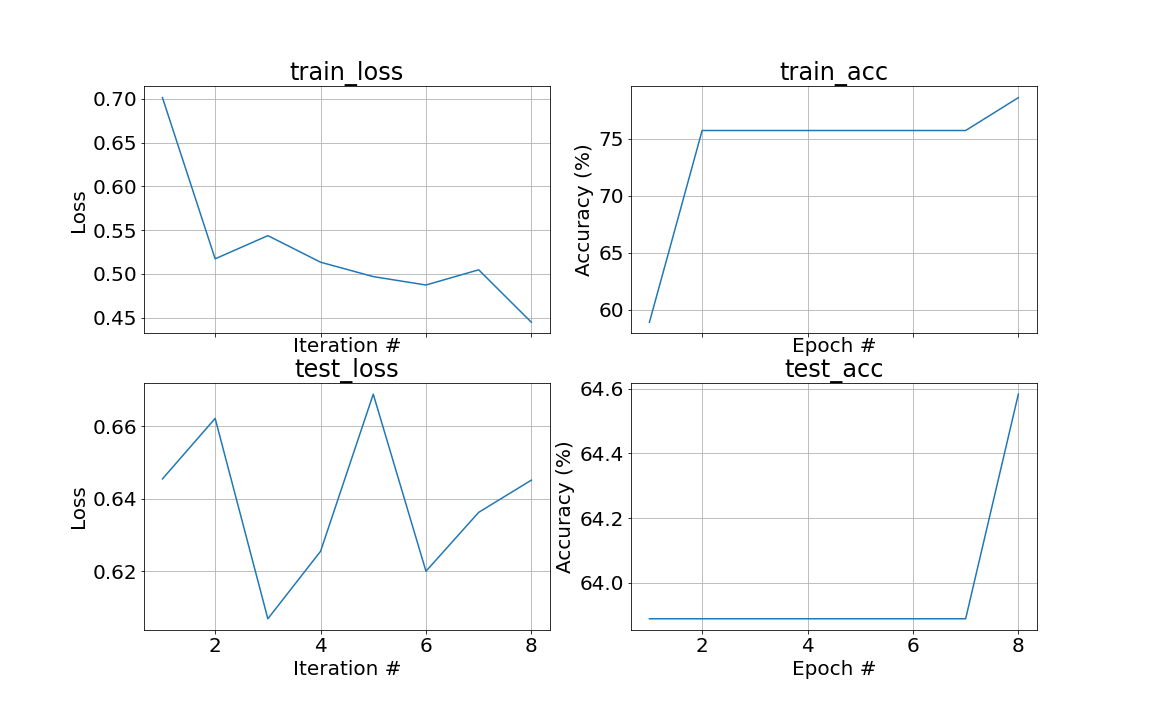 train_loss
0.70
0.65
0.60
0.55
0.50
0.45
Loss
Iteration #
train_acc
75
70
65
60
Accuracy (%)
Epoch #
test_loss
0.66
0.64
0.62
Loss
2 4 6 8
Iteration #
test_acc
64.6
64.4
64.2
64.0
Accuracy (%)
2 4 6 8
Epoch #